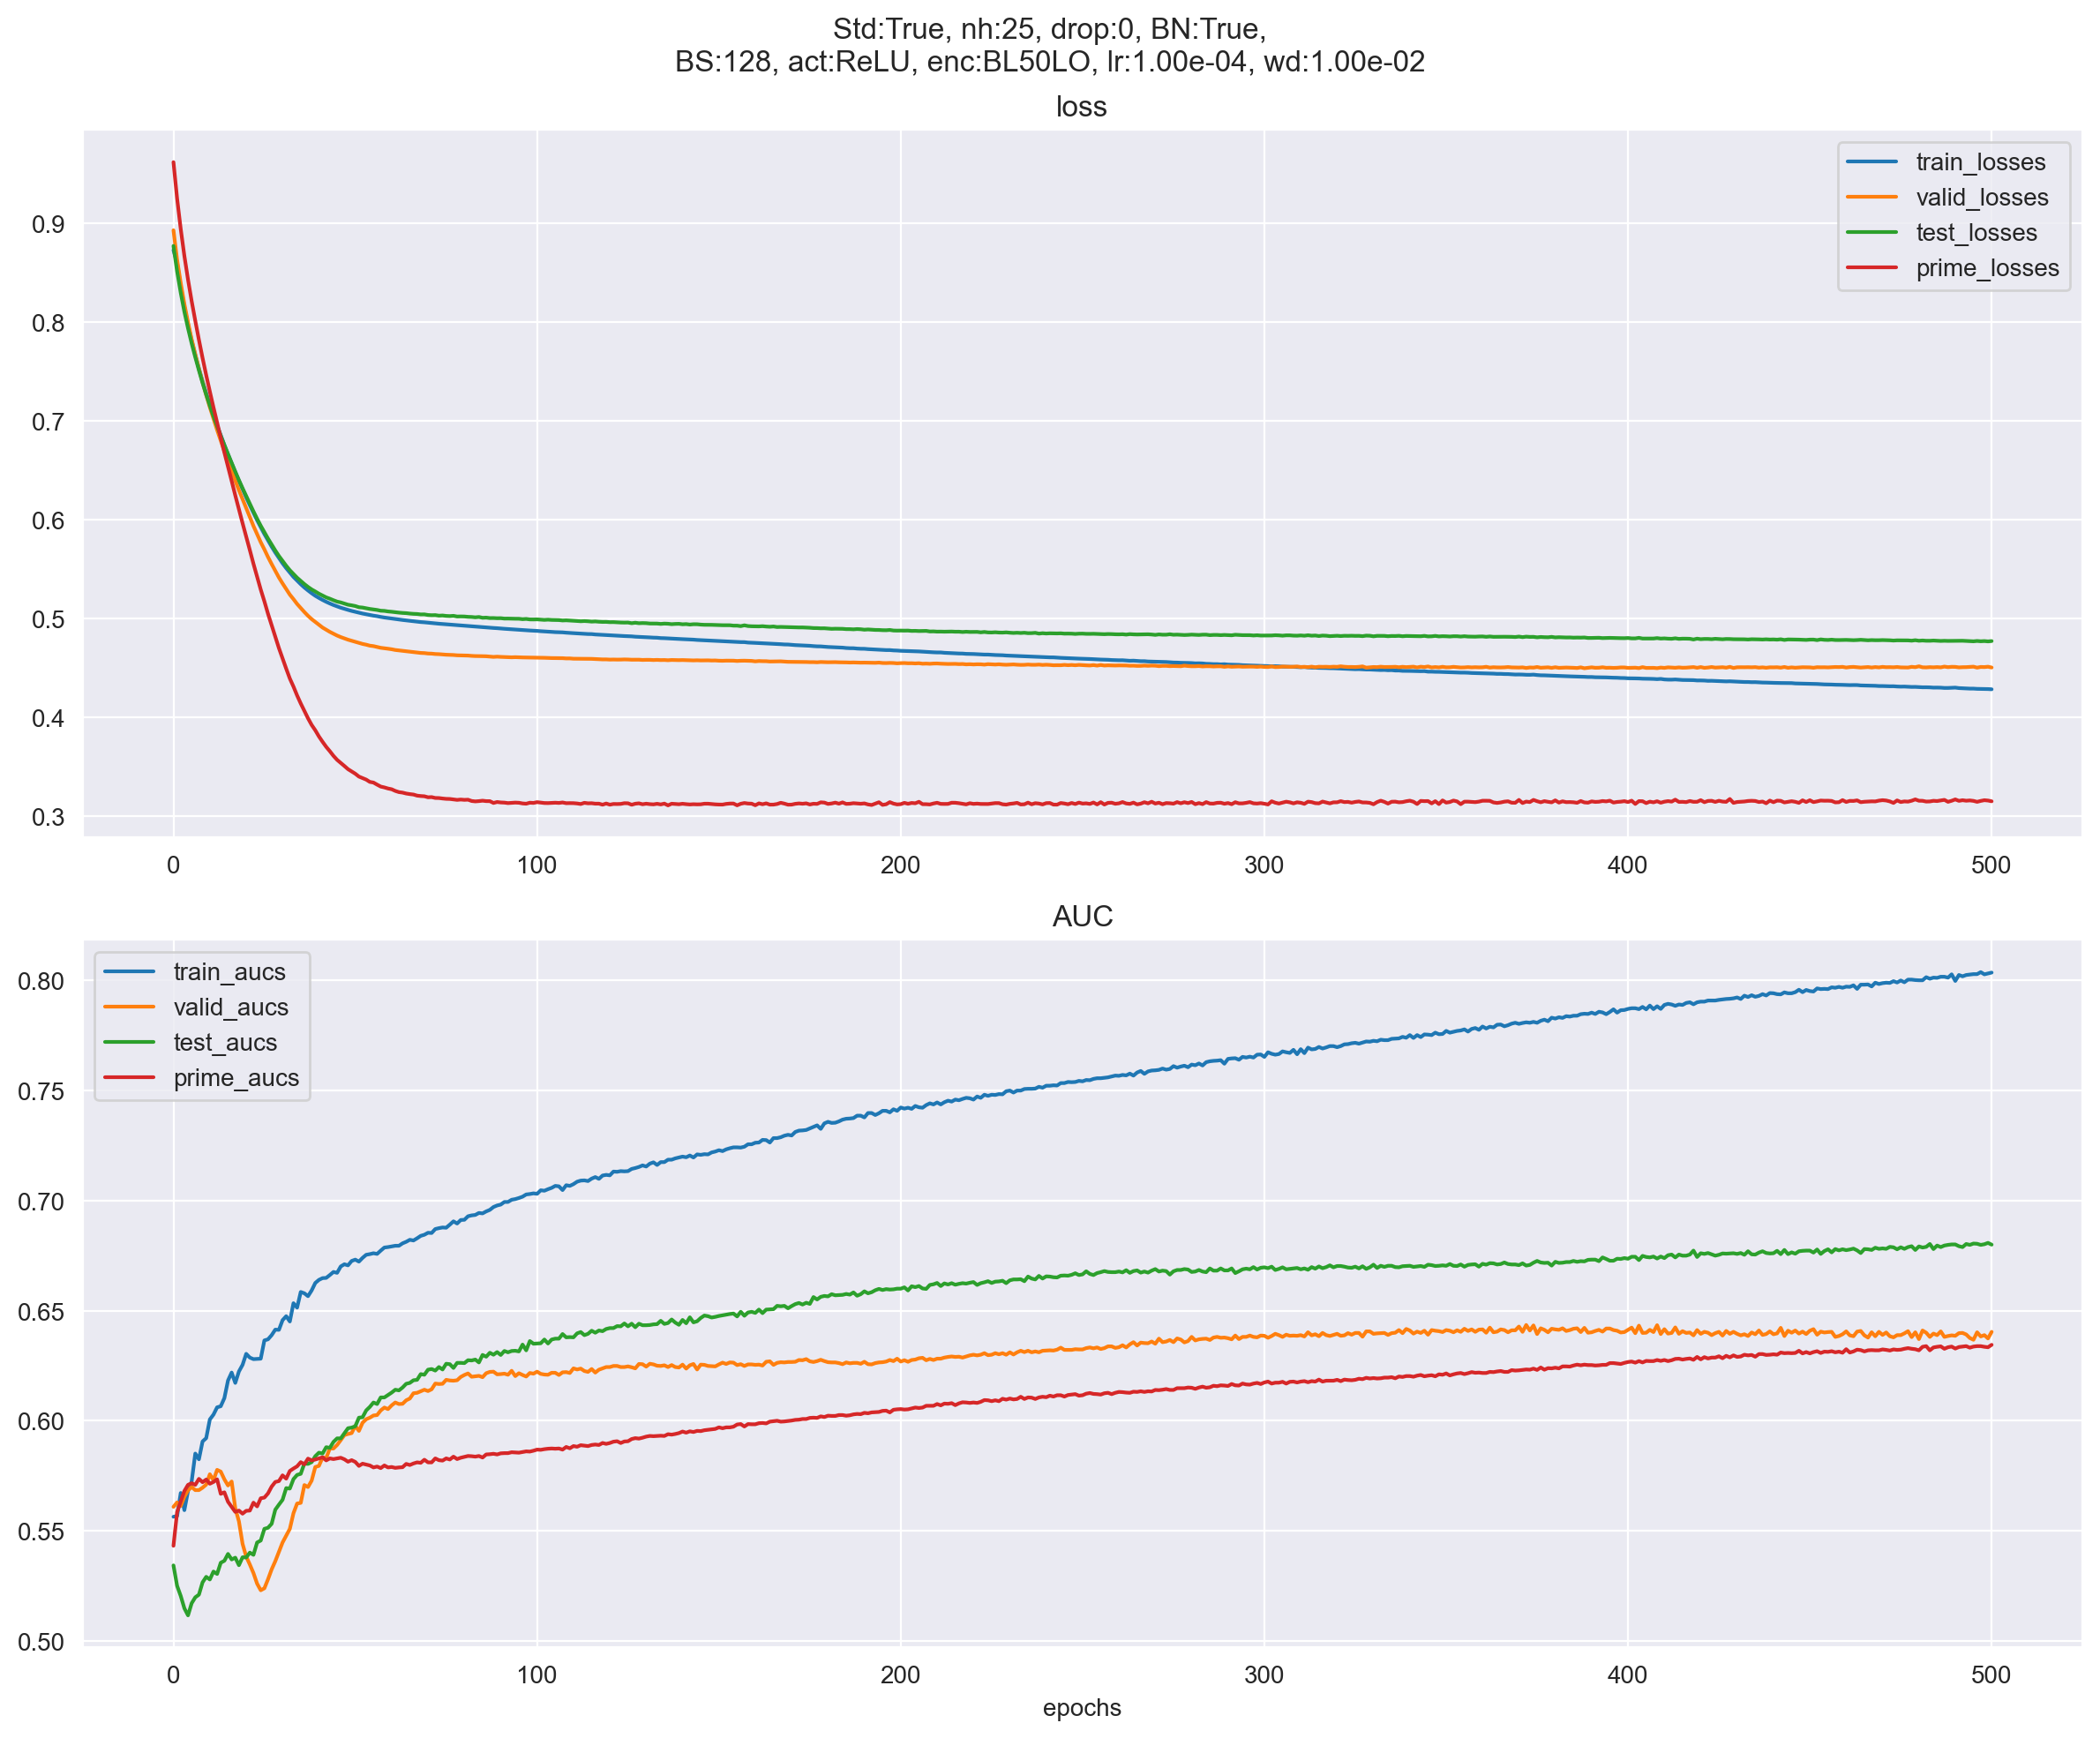 Std:True, nh:25, drop:0, BN:True,
BS:128, act:ReLU, enc:BL50LO, lr:1.00e-04, wd:1.00e-02
loss
train_losses
valid_losses
test_losses
prime_losses
0.9
0.8
0.7
0.6
0.5
0.4
0.3
0 100 200 300 400 500
AUC
train_aucs
valid_aucs
test_aucs
prime_aucs
0.80
0.75
0.70
0.65
0.60
0.55
0.50
0 100 200 300 400 500
epochs